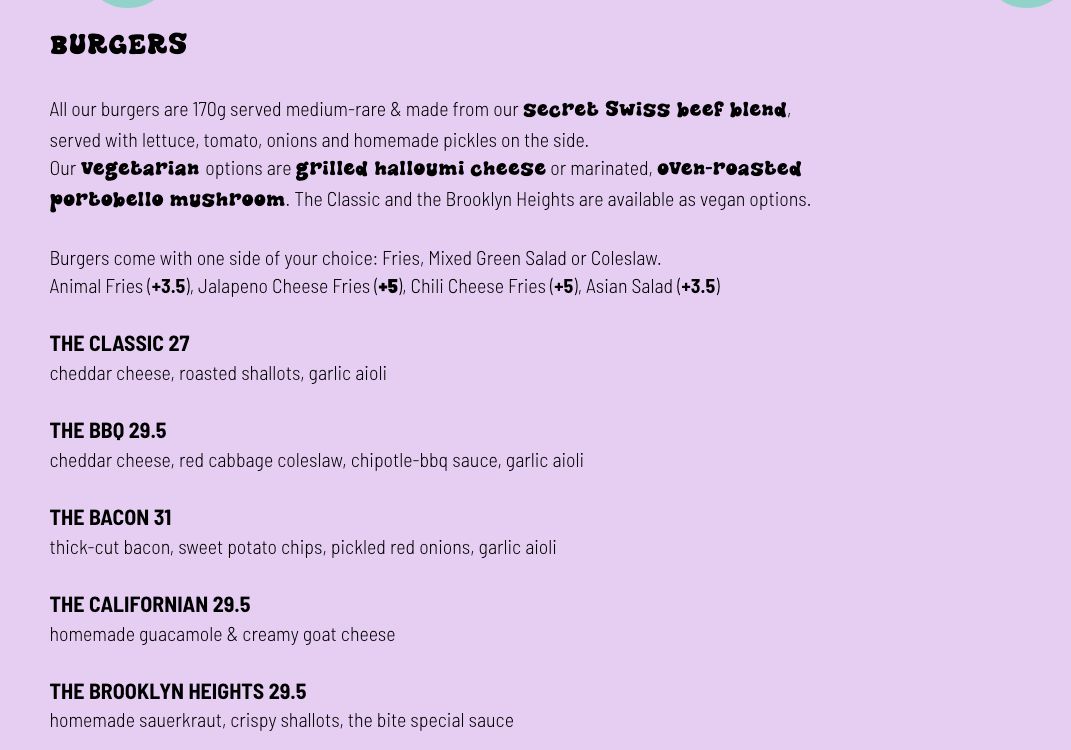 BURGERS
All our burgers are 170g served medium-rare & made from our secret Swiss beef blend,
served with lettuce, tomato, onions and homemade pickles on the side.
Our vegetarian options are grilled halloumi cheese or marinated, oven-roasted
portobello mushroom. The Classic and the Brooklyn Heights are available as vegan options.
Burgers come with one side of your choice: Fries, Mixed Green Salad or Coleslaw.
Animal Fries (+3.5), Jalapeno Cheese Fries (+5), Chili Cheese Fries (+5), Asian Salad (+3.5)
THE CLASSIC 27
cheddar cheese, roasted shallots, garlic aioli
THE BBQ 29.5
cheddar cheese, red cabbage coleslaw, chipotle-bbq sauce, garlic aioli
THE BACON 31
thick-cut bacon, sweet potato chips, pickled red onions, garlic aioli
THE CALIFORNIAN 29.5
homemade guacamole & creamy goat cheese
THE BROOKLYN HEIGHTS 29.5
homemade sauerkraut, crispy shallots, the bite special sauce